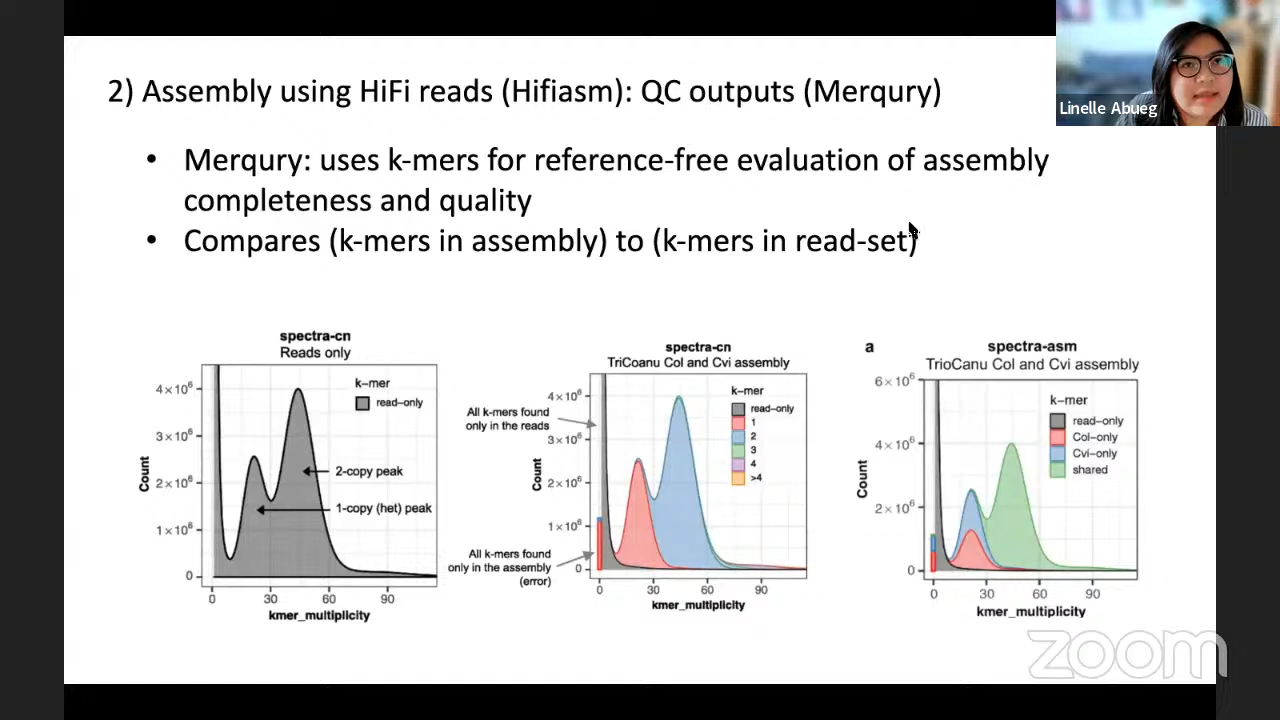 2) Assembly using HiFi reads (Hifiasm): QC outputs (Merqury)
Linelle Abueg
• Merqury: uses k-mers for reference-free evaluation of assembly
completeness and quality
• Compares (k-mers in assembly) to (k-mers in read-set)
spectra-cn
Reads only
k-mer
read-only
4×10⁶
3×10⁶
2×10⁶
1×10⁶
0
Count
2-copy peak
1-copy (het) peak
0 30 60 90
kmer_multiplicity
spectra-cn
TriCoanu Col and Cvi assembly
k-mer
read-only
1
2
3
4
>4
All k-mers found
only in the reads
All k-mers found
only in the assembly
(error)
4×10⁶
3×10⁶
2×10⁶
1×10⁶
0
Count
0 30 60 90
kmer_multiplicity
a
spectra-asm
TrioCanu Col and Cvi assembly
k-mer
read-only
Col-only
Cvi-only
shared
6×10⁶
4×10⁶
2×10⁶
0
Count
0 30 60 90
kmer_multiplicity
zoom